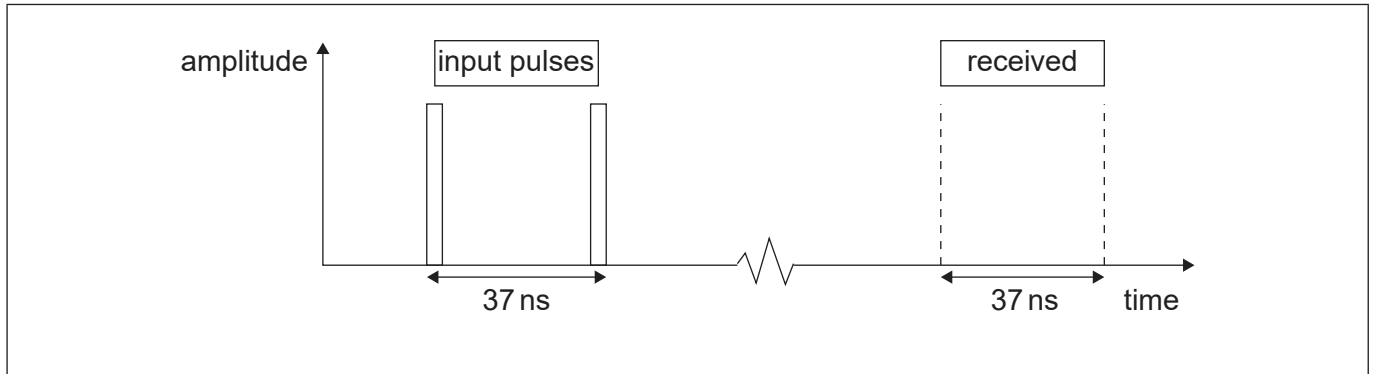 amplitude
input pulses
received
37 ns
37 ns
time